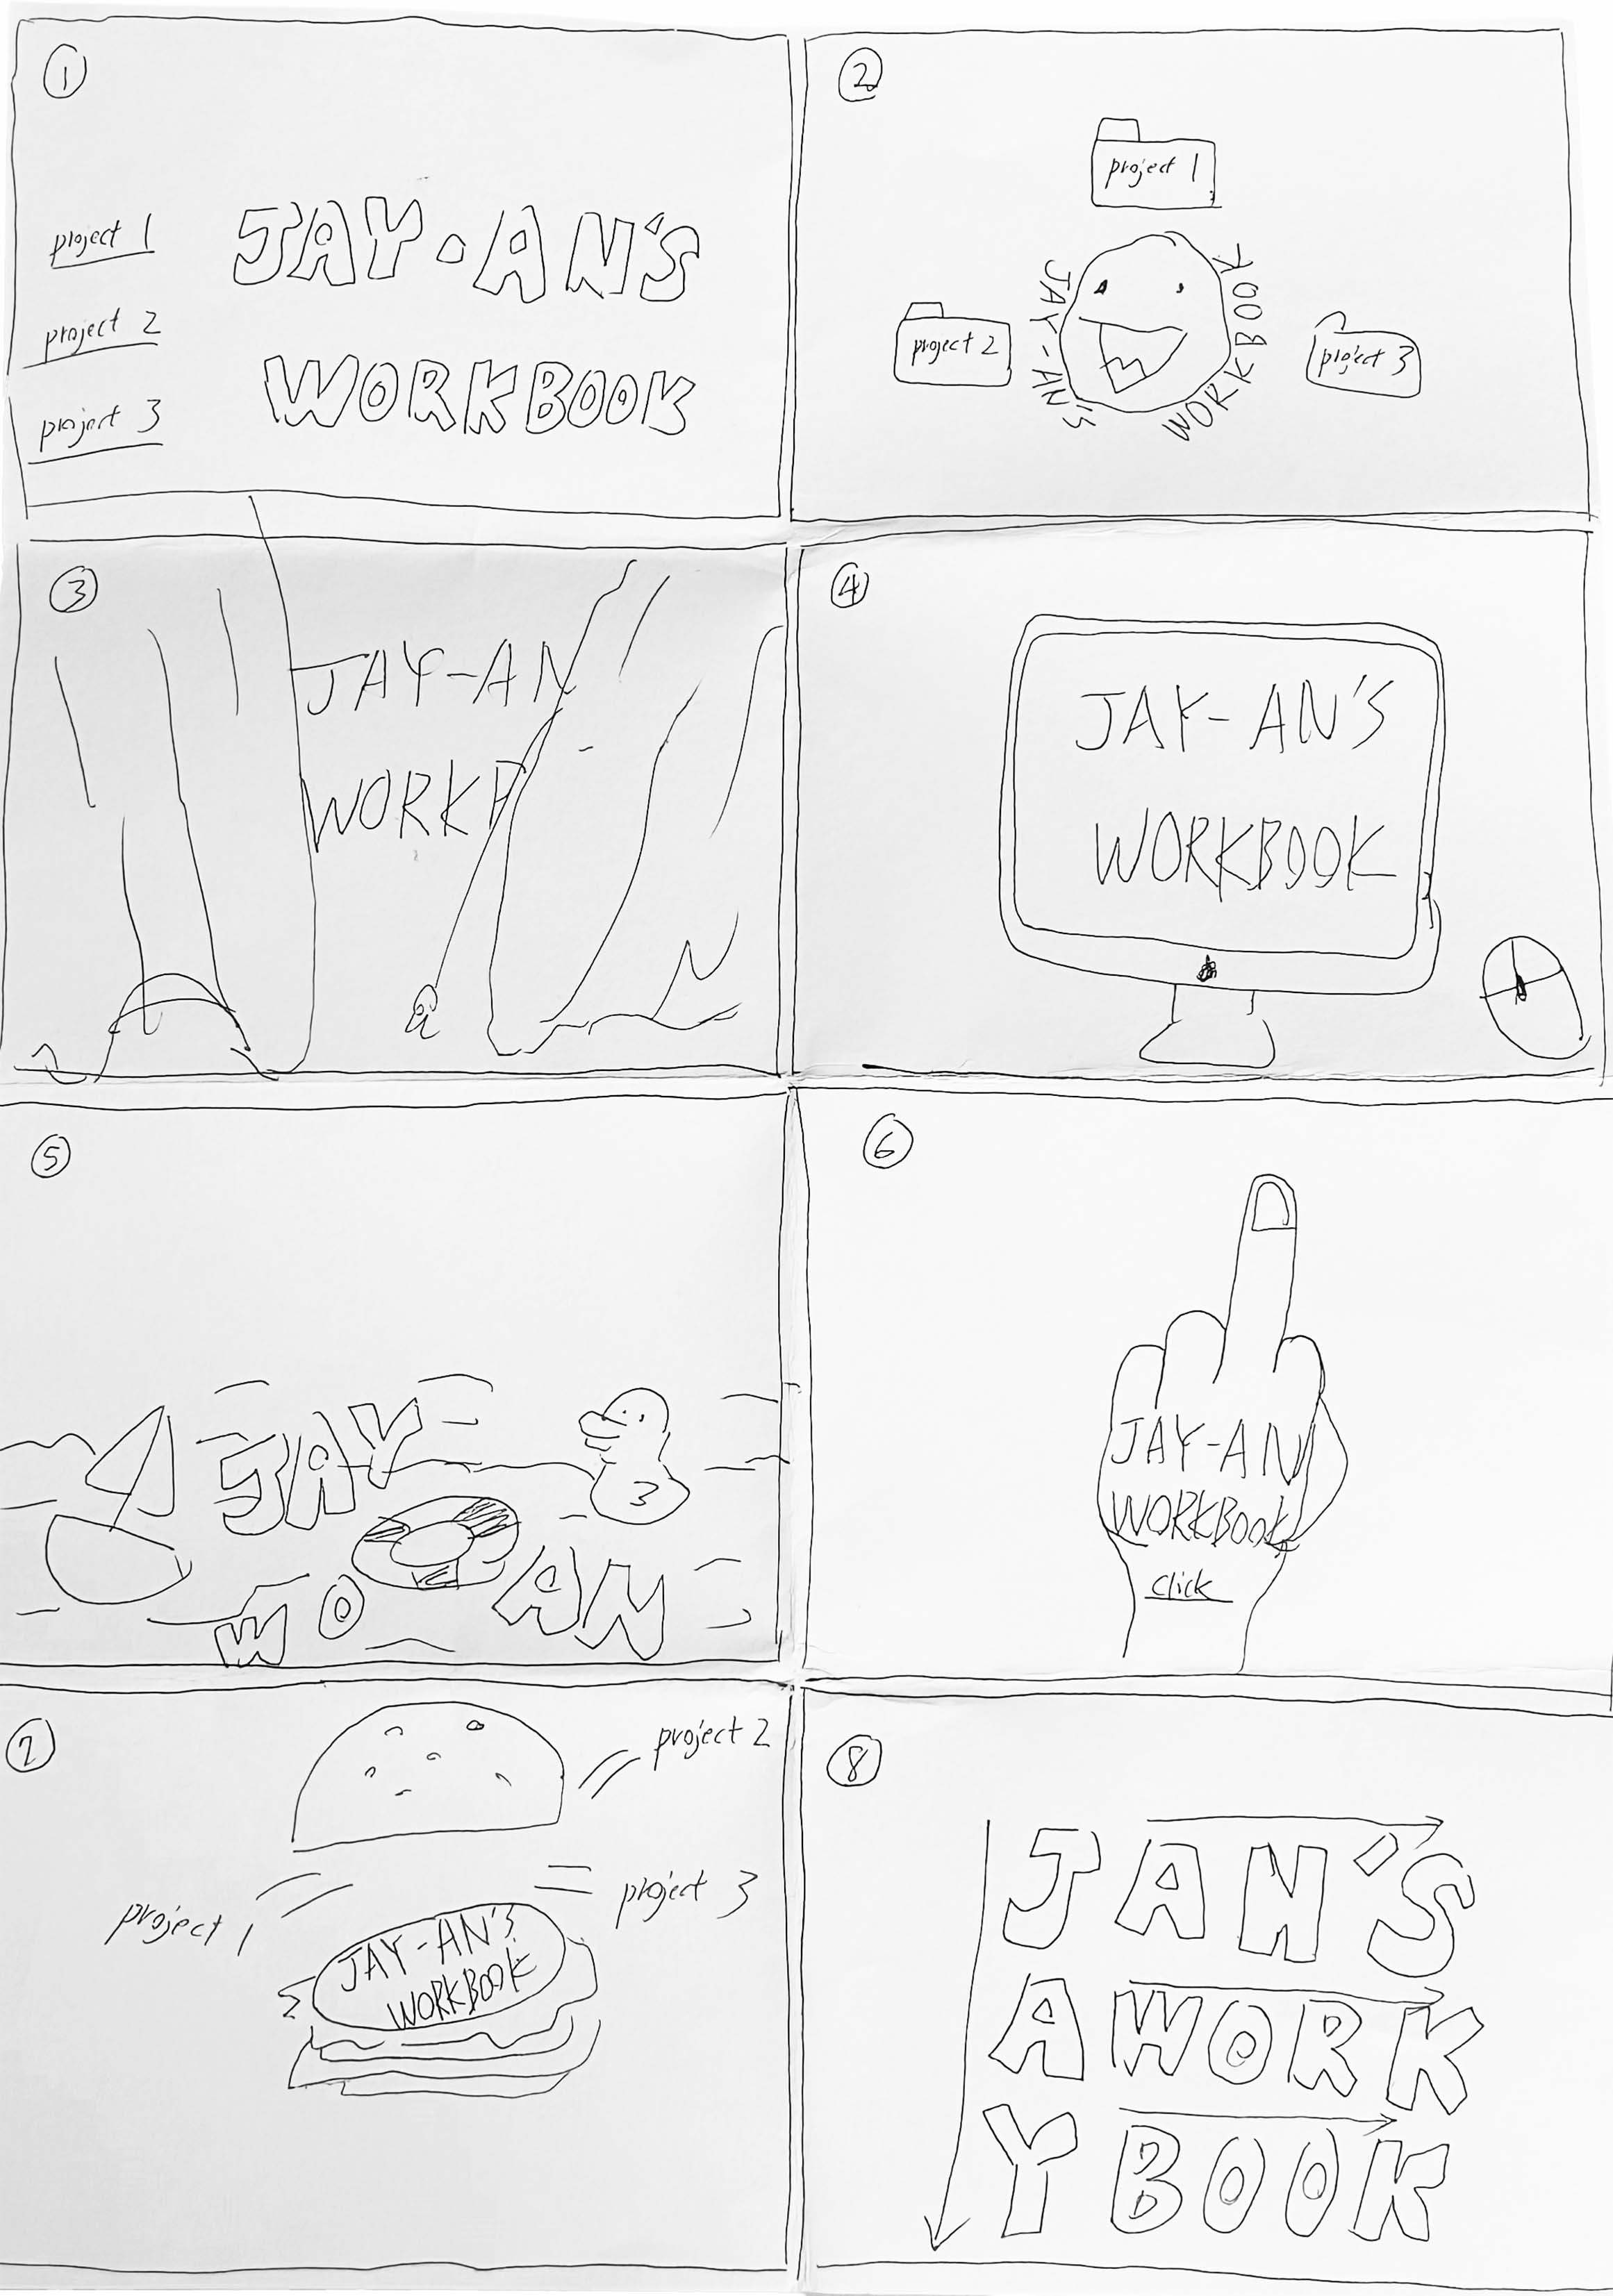 1
project 1
project 2
project 3
JAY·AN'S
WORKBOOK
2
project 1
project 2
project 3
JAY-AN'S
WORK BOOK
3
JAY-AN
WORKB
4
JAY-AN'S
WORKBOOK
5
JAY
3
AN
WO
6
JAY-AN
WORKBOOK
click
7
project 2
project 1
project 3
JAY-AN'S
WORKBOOK
8
JAN'S
AWORK
YBOOK